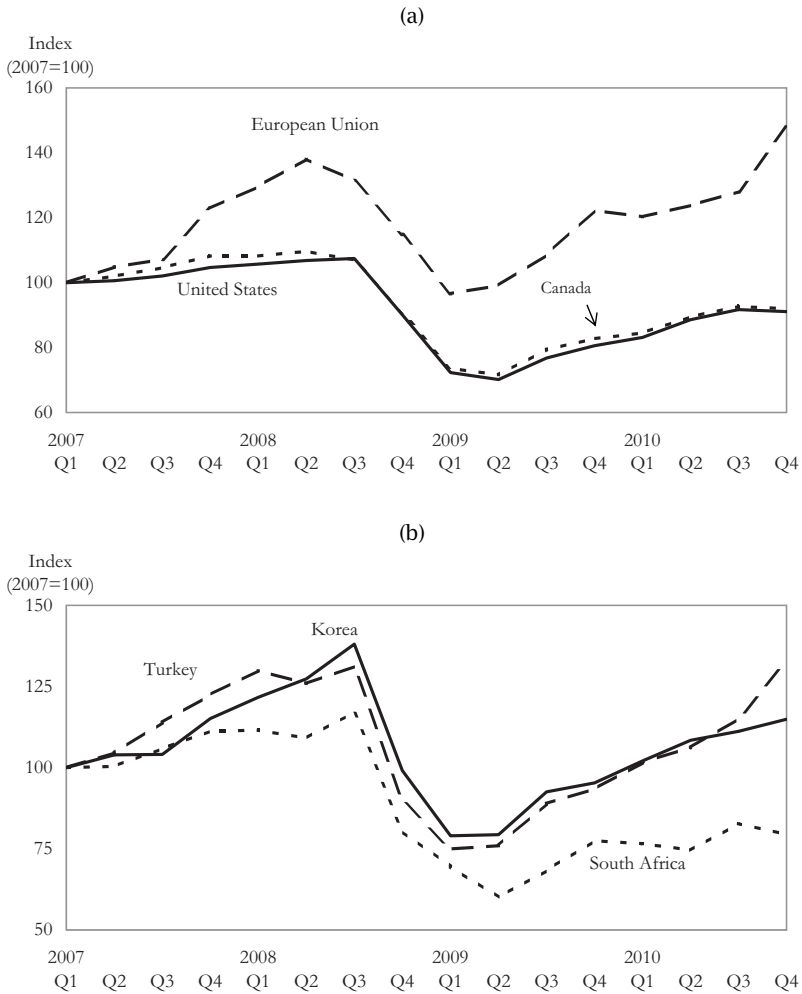 (a)
Index
(2007=100)
160
European Union
140
120
100
United States
Canada
80
60
2007 2008 2009 2010
Q1 Q2 Q3 Q4 Q1 Q2 Q3 Q4 Q1 Q2 Q3 Q4 Q1 Q2 Q3 Q4
(b)
Index
(2007=100)
150
Korea
Turkey
125
100
75
South Africa
50
2007 2008 2009 2010
Q1 Q2 Q3 Q4 Q1 Q2 Q3 Q4 Q1 Q2 Q3 Q4 Q1 Q2 Q3 Q4